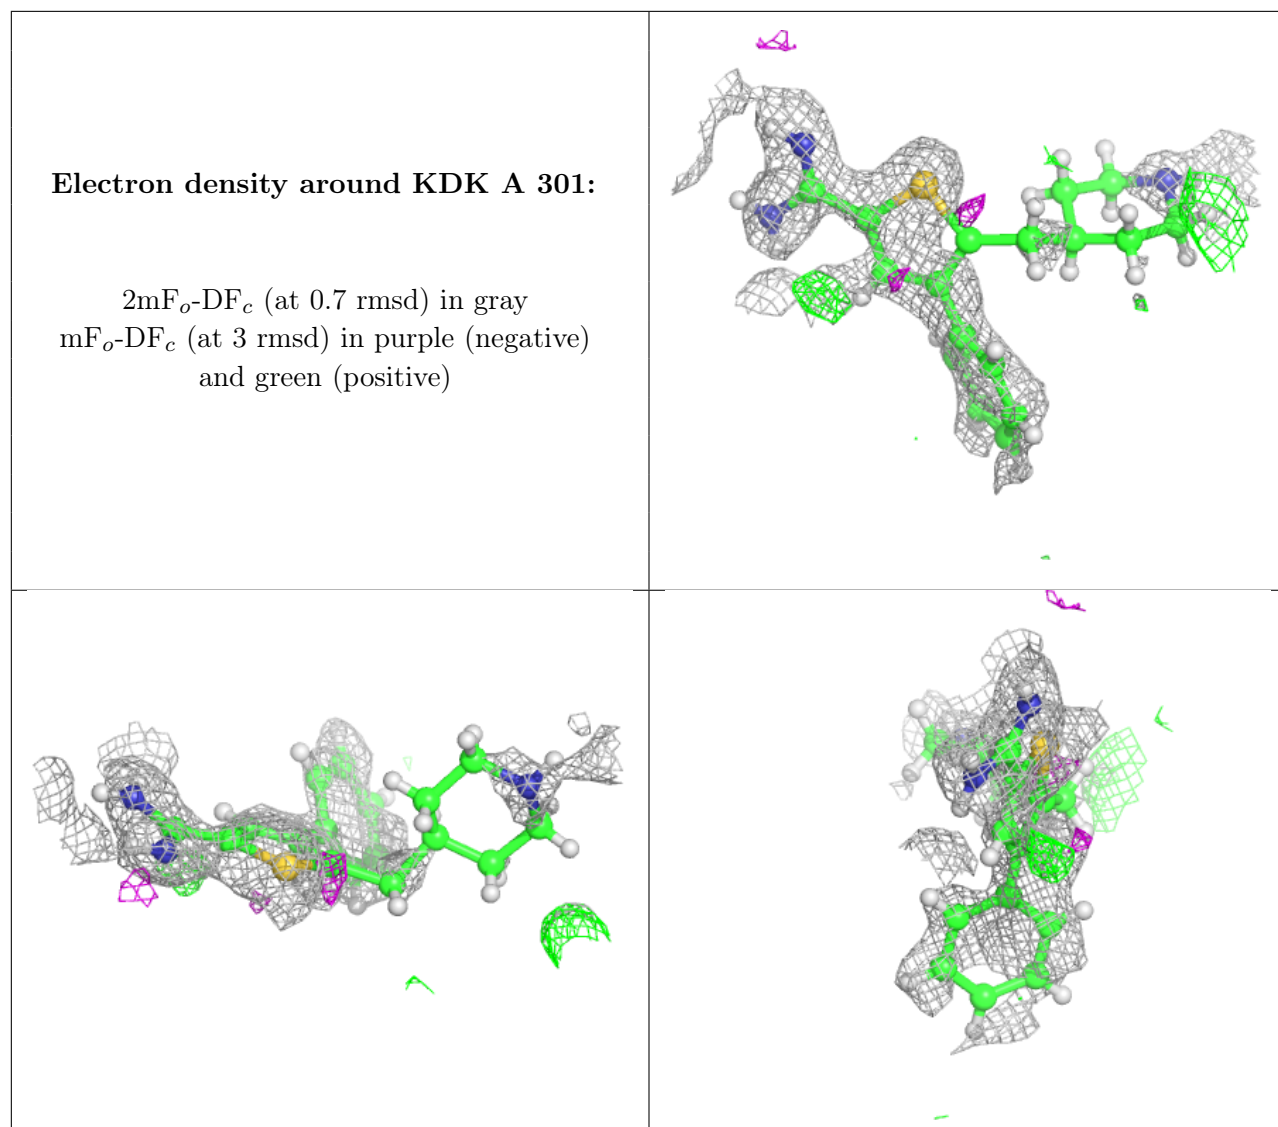 Electron density around KDK A 301:
2mFo-DFc (at 0.7 rmsd) in gray
mFo-DFc (at 3 rmsd) in purple (negative)
and green (positive)